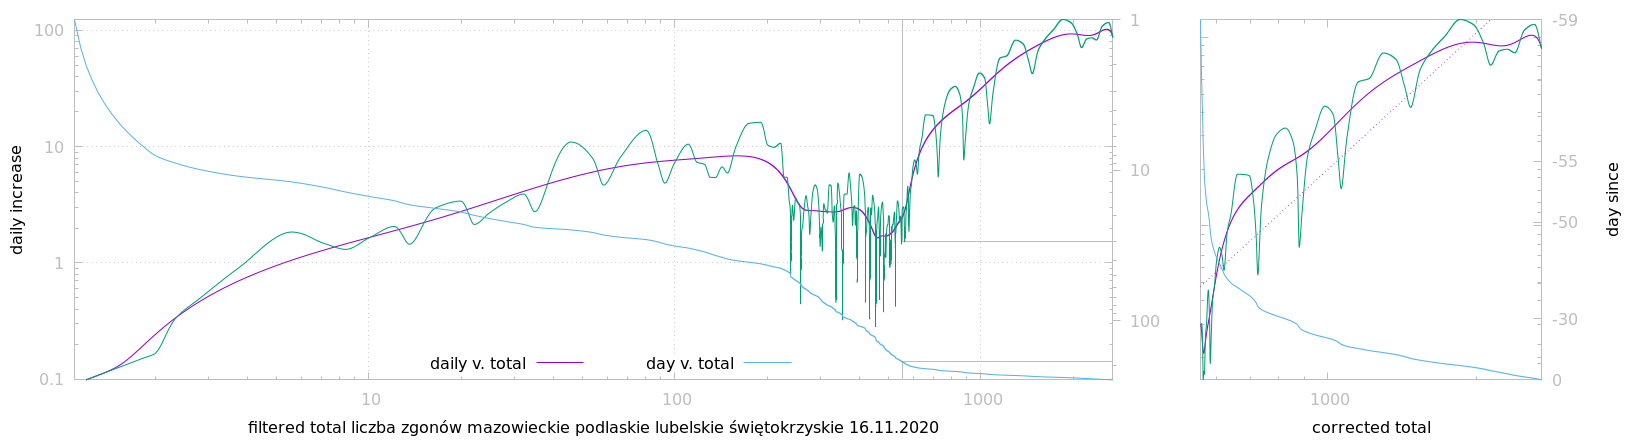 100
10
1
0.1
daily increase
daily v. total
day v. total
10
100
1000
filtered total liczba zgonów mazowieckie podlaskie lubelskie świętokrzyskie 16.11.2020
1
10
100
-59
-55
-50
-30
0
day since
1000
corrected total